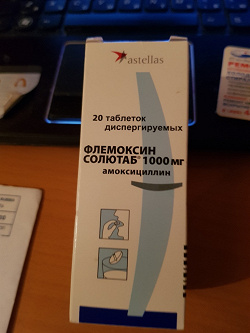 astellas
20 таблеток
диспергируемых
ФЛЕМОКСИН
СОЛЮТАБ® 1000 мг
амоксициллин